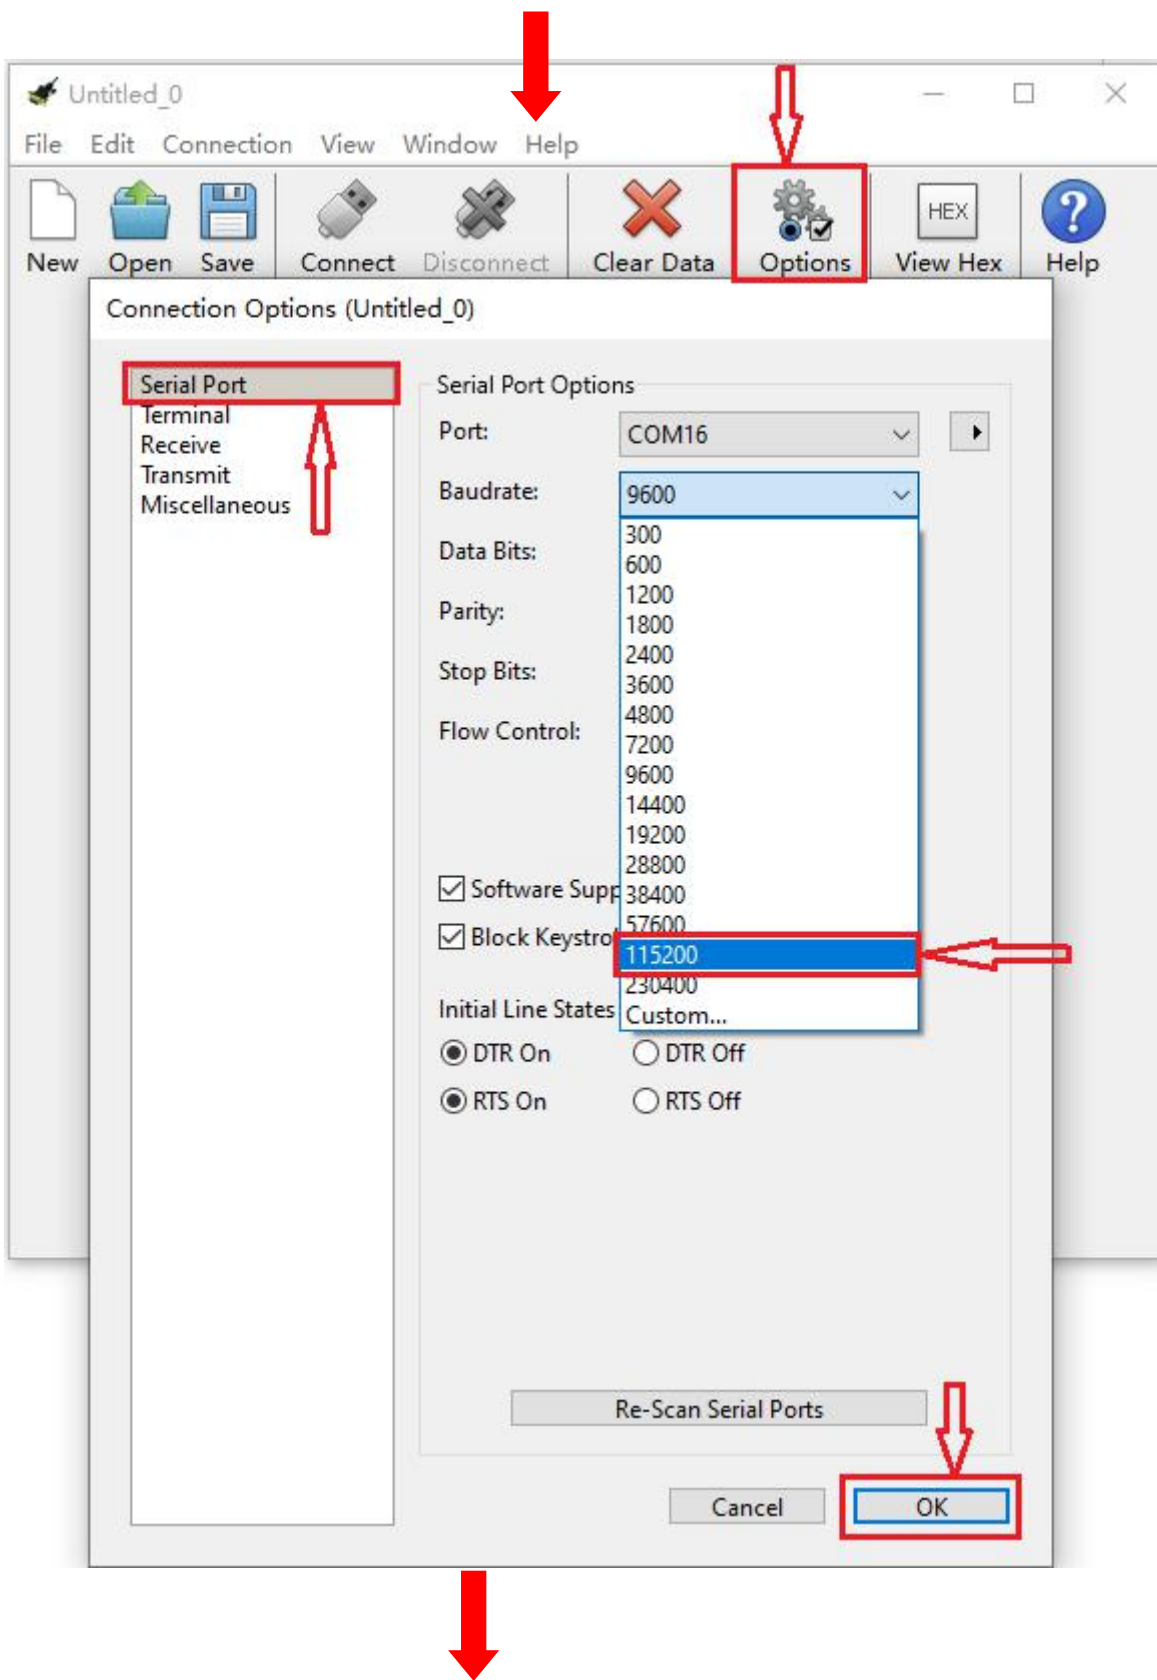 Untitled_0
File Edit Connection View Window Help
New Open Save Connect Disconnect Clear Data Options HEX View Hex ? Help
Connection Options (Untitled_0)
Serial Port
Terminal
Receive
Transmit
Miscellaneous
Serial Port Options
Port: COM16
Baudrate: 9600
300
Data Bits:
600
1200
Parity:
1800
2400
Stop Bits:
3600
4800
Flow Control:
7200
9600
14400
19200
28800
Software Supp
38400
57600
Block Keystro
115200
230400
Initial Line States
Custom...
DTR On DTR Off
RTS On RTS Off
Re-Scan Serial Ports
Cancel OK